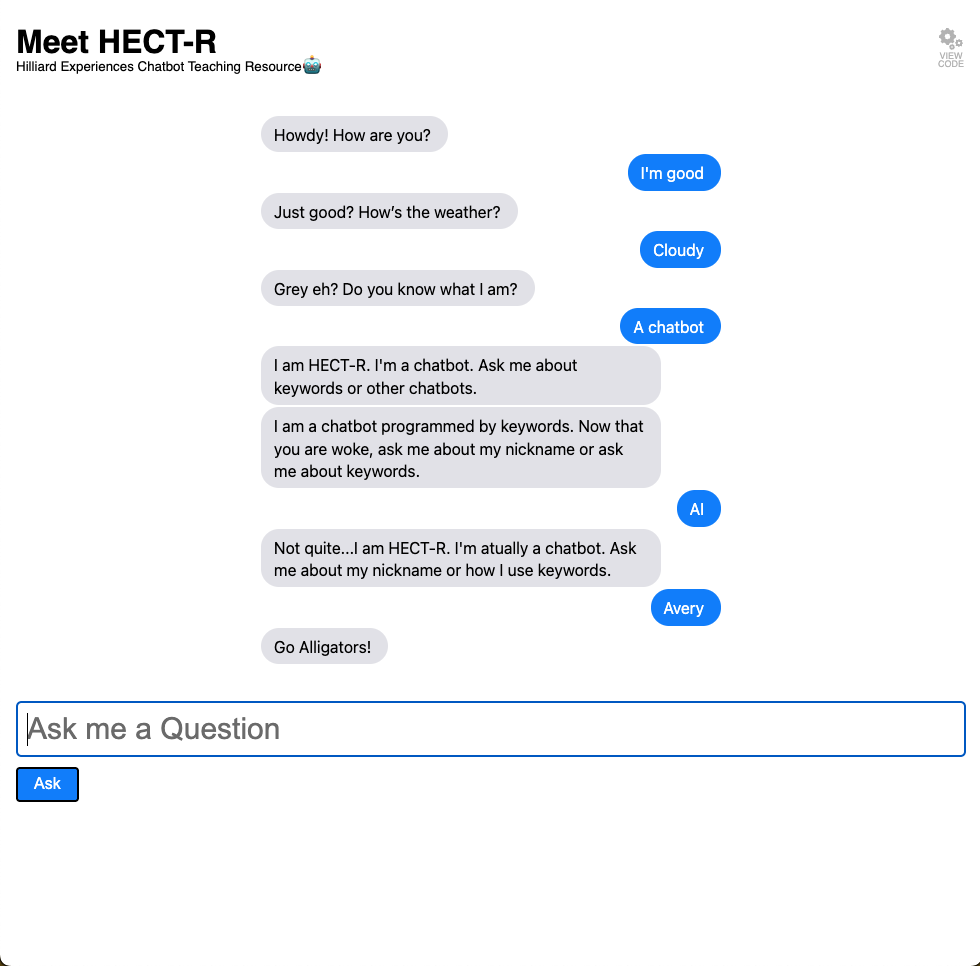 Meet HECT-R
Hilliard Experiences Chatbot Teaching Resource🤖
VIEW
CODE
Howdy! How are you?
I'm good
Just good? How’s the weather?
Cloudy
Grey eh? Do you know what I am?
A chatbot
I am HECT-R. I'm a chatbot. Ask me about
keywords or other chatbots.
I am a chatbot programmed by keywords. Now that
you are woke, ask me about my nickname or ask
me about keywords.
AI
Not quite...I am HECT-R. I'm atually a chatbot. Ask
me about my nickname or how I use keywords.
Avery
Go Alligators!
Ask me a Question
Ask